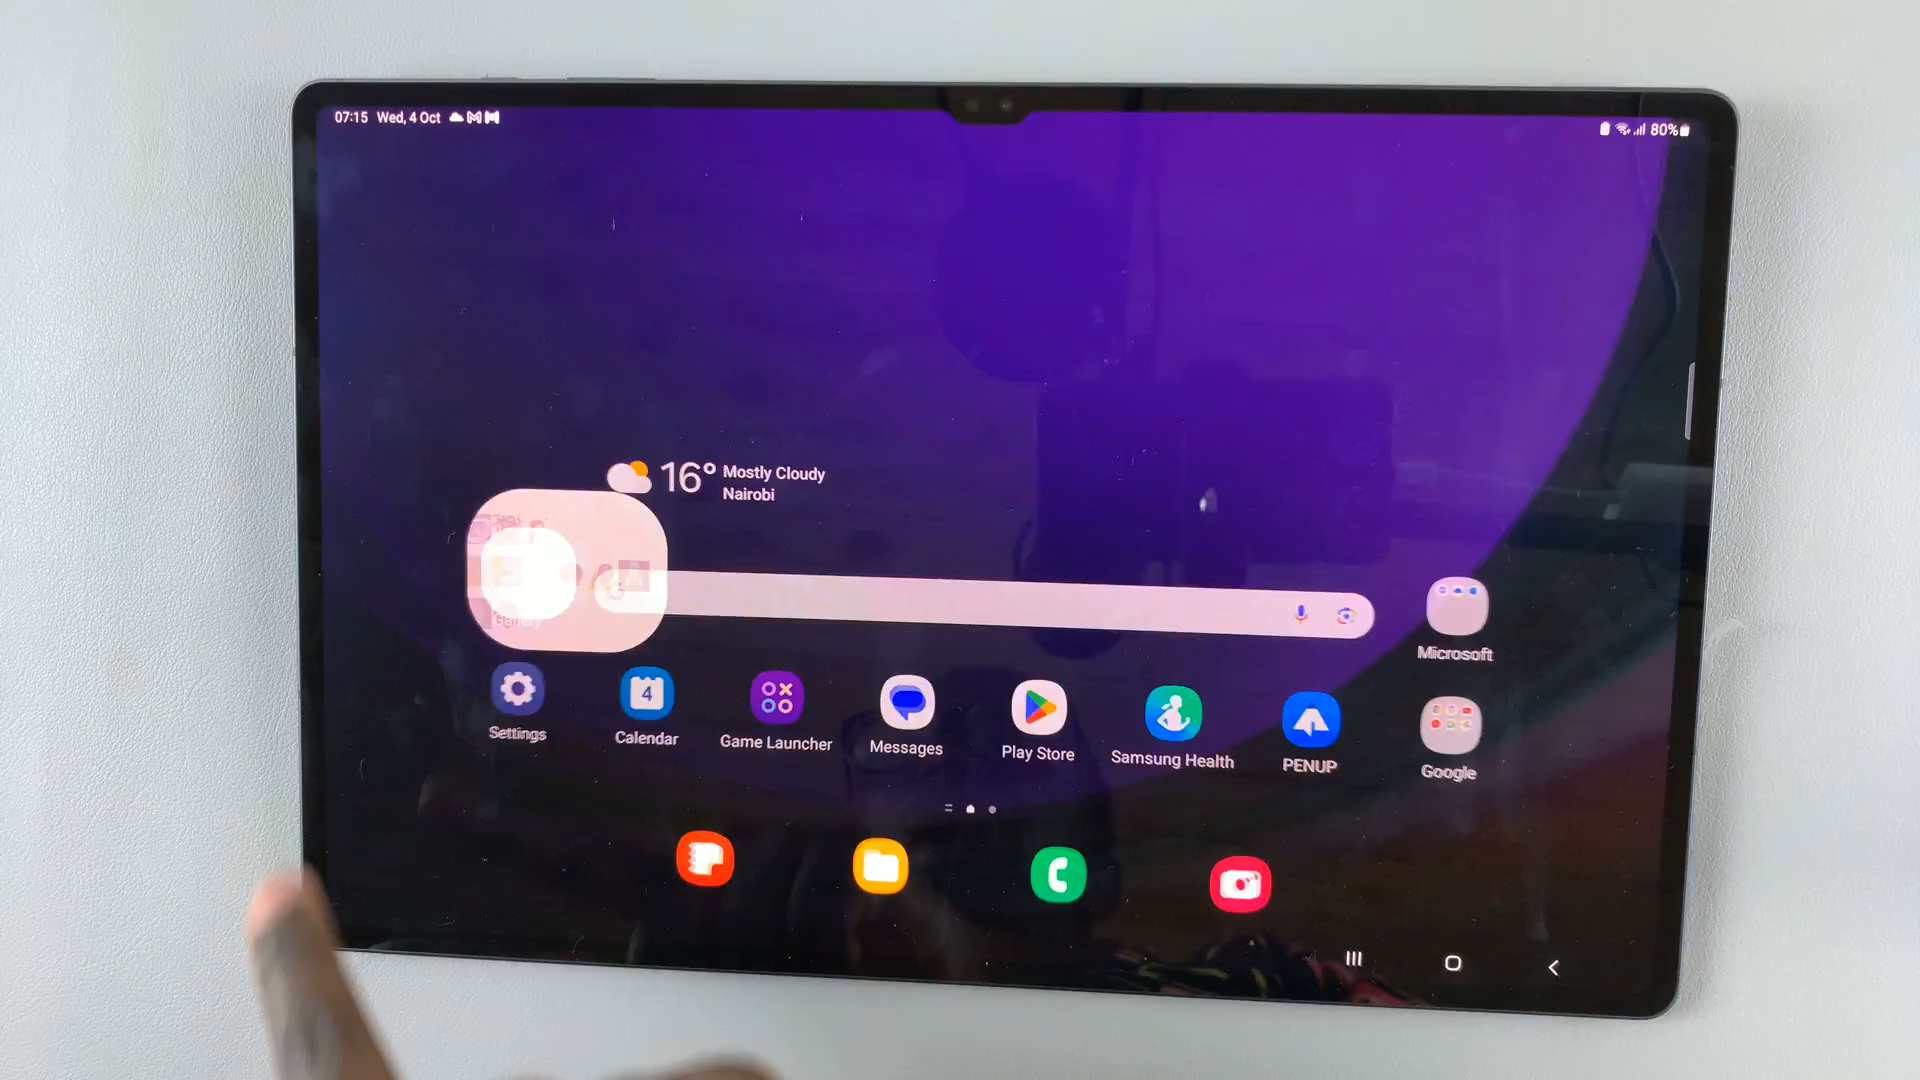 07:15 Wed, 4 Oct
80%
16° Mostly Cloudy
Nairobi
Gallery
Microsoft
4
Settings
Calendar
Game Launcher
Messages
Play Store
Samsung Health
PENUP
Google